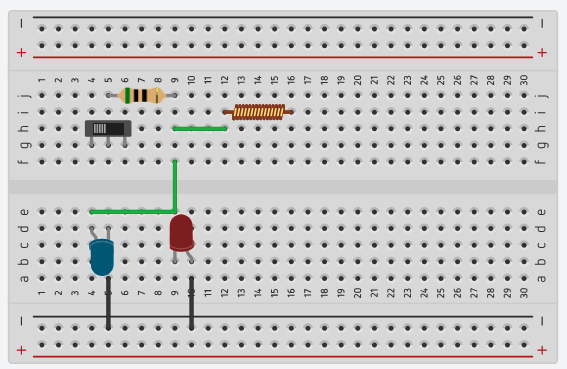 − −
+ +
1 2 3 4 5 6 7 8 9 10 11 12 13 14 15 16 17 18 19 20 21 22 23 24 25 26 27 28 29 30
j j
i i
h h
g g
f f
e e
d d
c c
b b
a a
1 2 3 4 5 6 7 8 9 10 11 12 13 14 15 16 17 18 19 20 21 22 23 24 25 26 27 28 29 30
− −
+ +